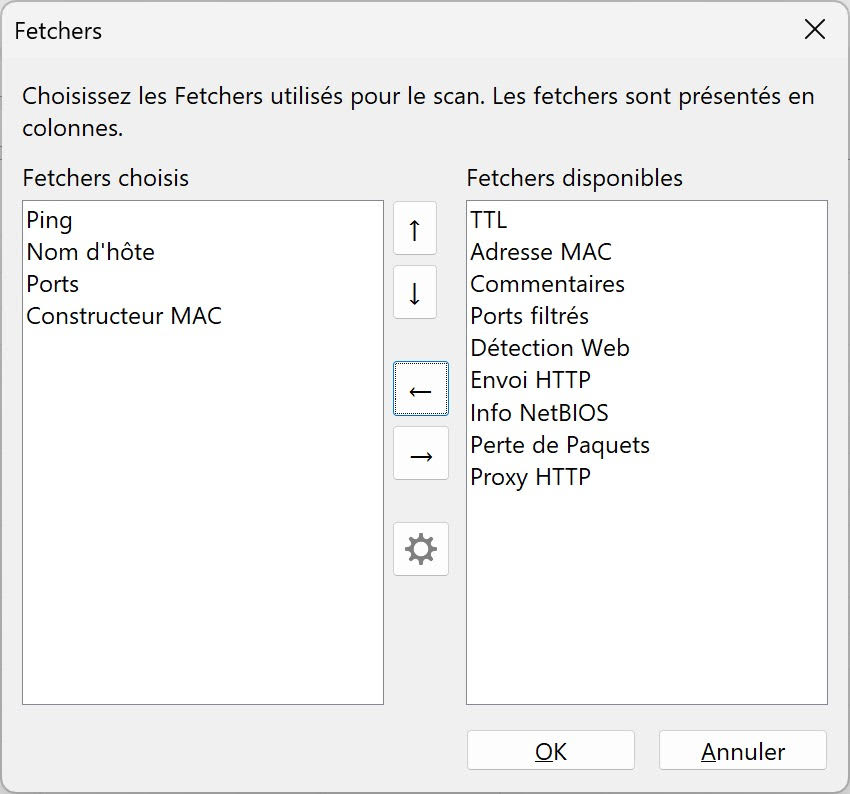 Fetchers
Choisissez les Fetchers utilisés pour le scan. Les fetchers sont présentés en
colonnes.
Fetchers choisis
Ping
Nom d'hôte
Ports
Constructeur MAC
Fetchers disponibles
TTL
Adresse MAC
Commentaires
Ports filtrés
Détection Web
Envoi HTTP
Info NetBIOS
Perte de Paquets
Proxy HTTP
OK
Annuler